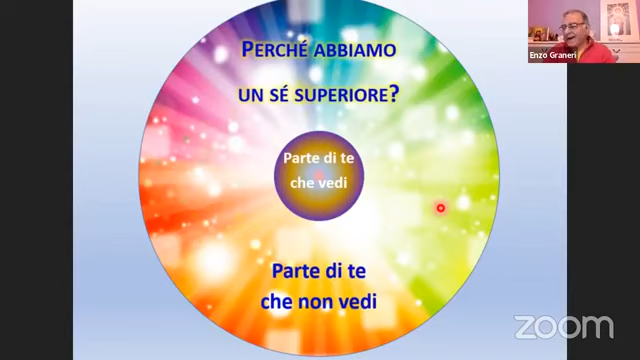 PERCHÉ ABBIAMO
UN SÉ SUPERIORE?
Parte di te
che vedi
Parte di te
che non vedi
Enzo Graneri
zoom